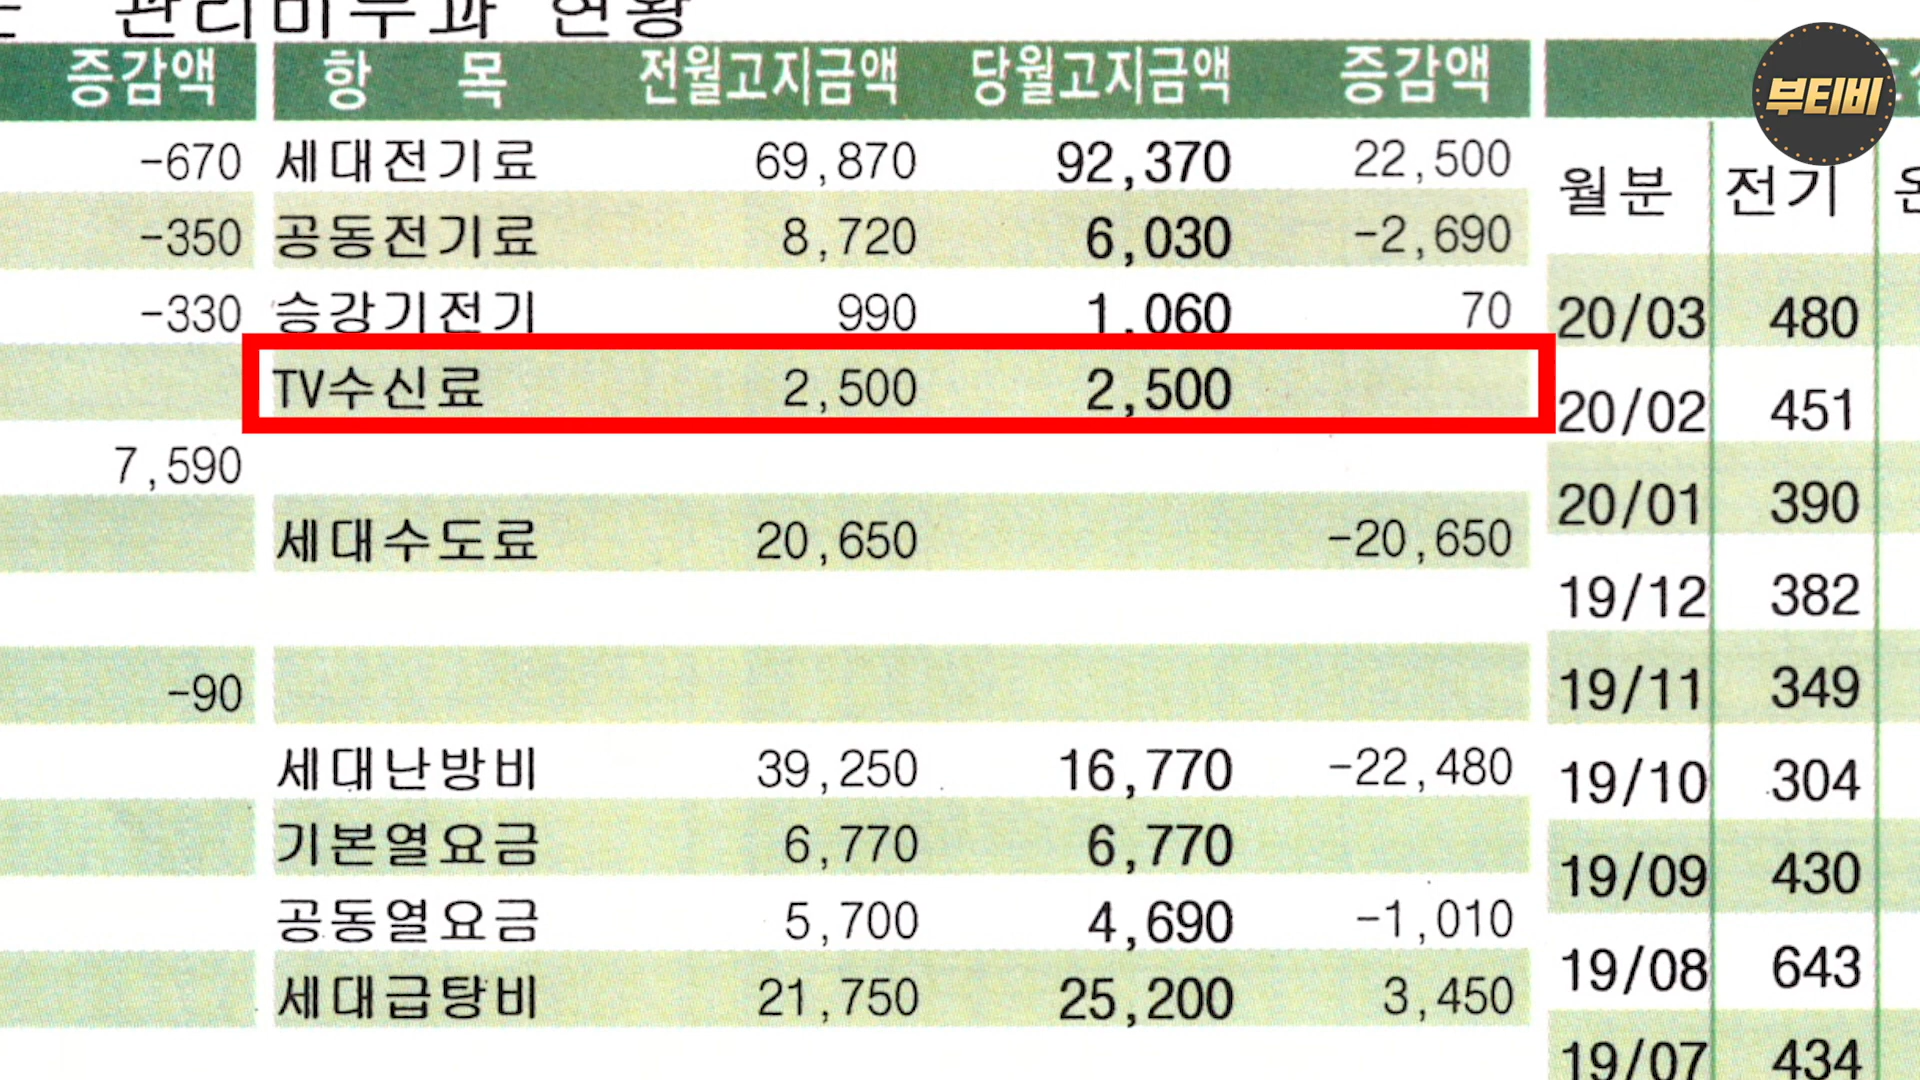 관리비부과 현황
증감액 항 목 전월고지금액 당월고지금액 증감액
부티비
-670 세대전기료 69,870 92,370 22,500
월분 전기
-350 공동전기료 8,720 6,030 -2,690
-330 승강기전기 990 1,060 70
20/03 480
TV수신료 2,500 2,500
20/02 451
7,590
20/01 390
세대수도료 20,650 -20,650
19/12 382
-90
19/11 349
세대난방비 39,250 16,770 -22,480
19/10 304
기본열요금 6,770 6,770
19/09 430
공동열요금 5,700 4,690 -1,010
19/08 643
세대급탕비 21,750 25,200 3,450
19/07 434